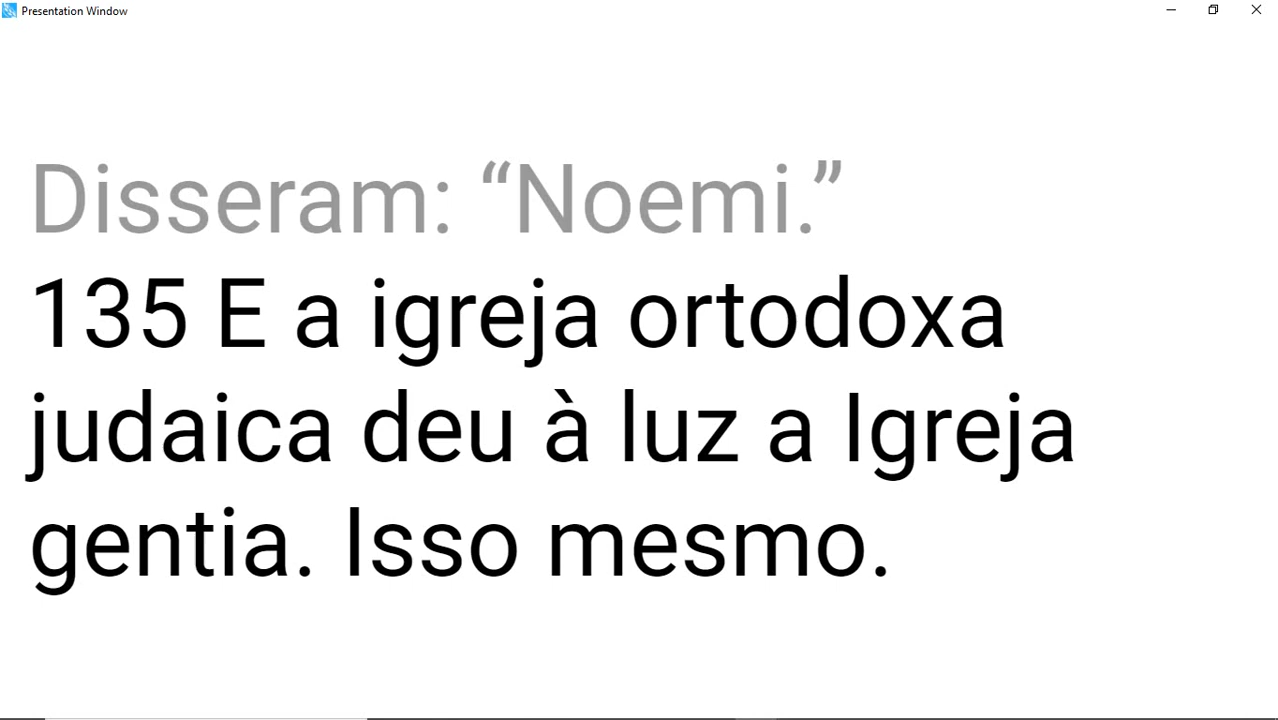 Presentation Window
Disseram: “Noemi.”
135 E a igreja ortodoxa
judaica deu à luz a Igreja
gentia. Isso mesmo.